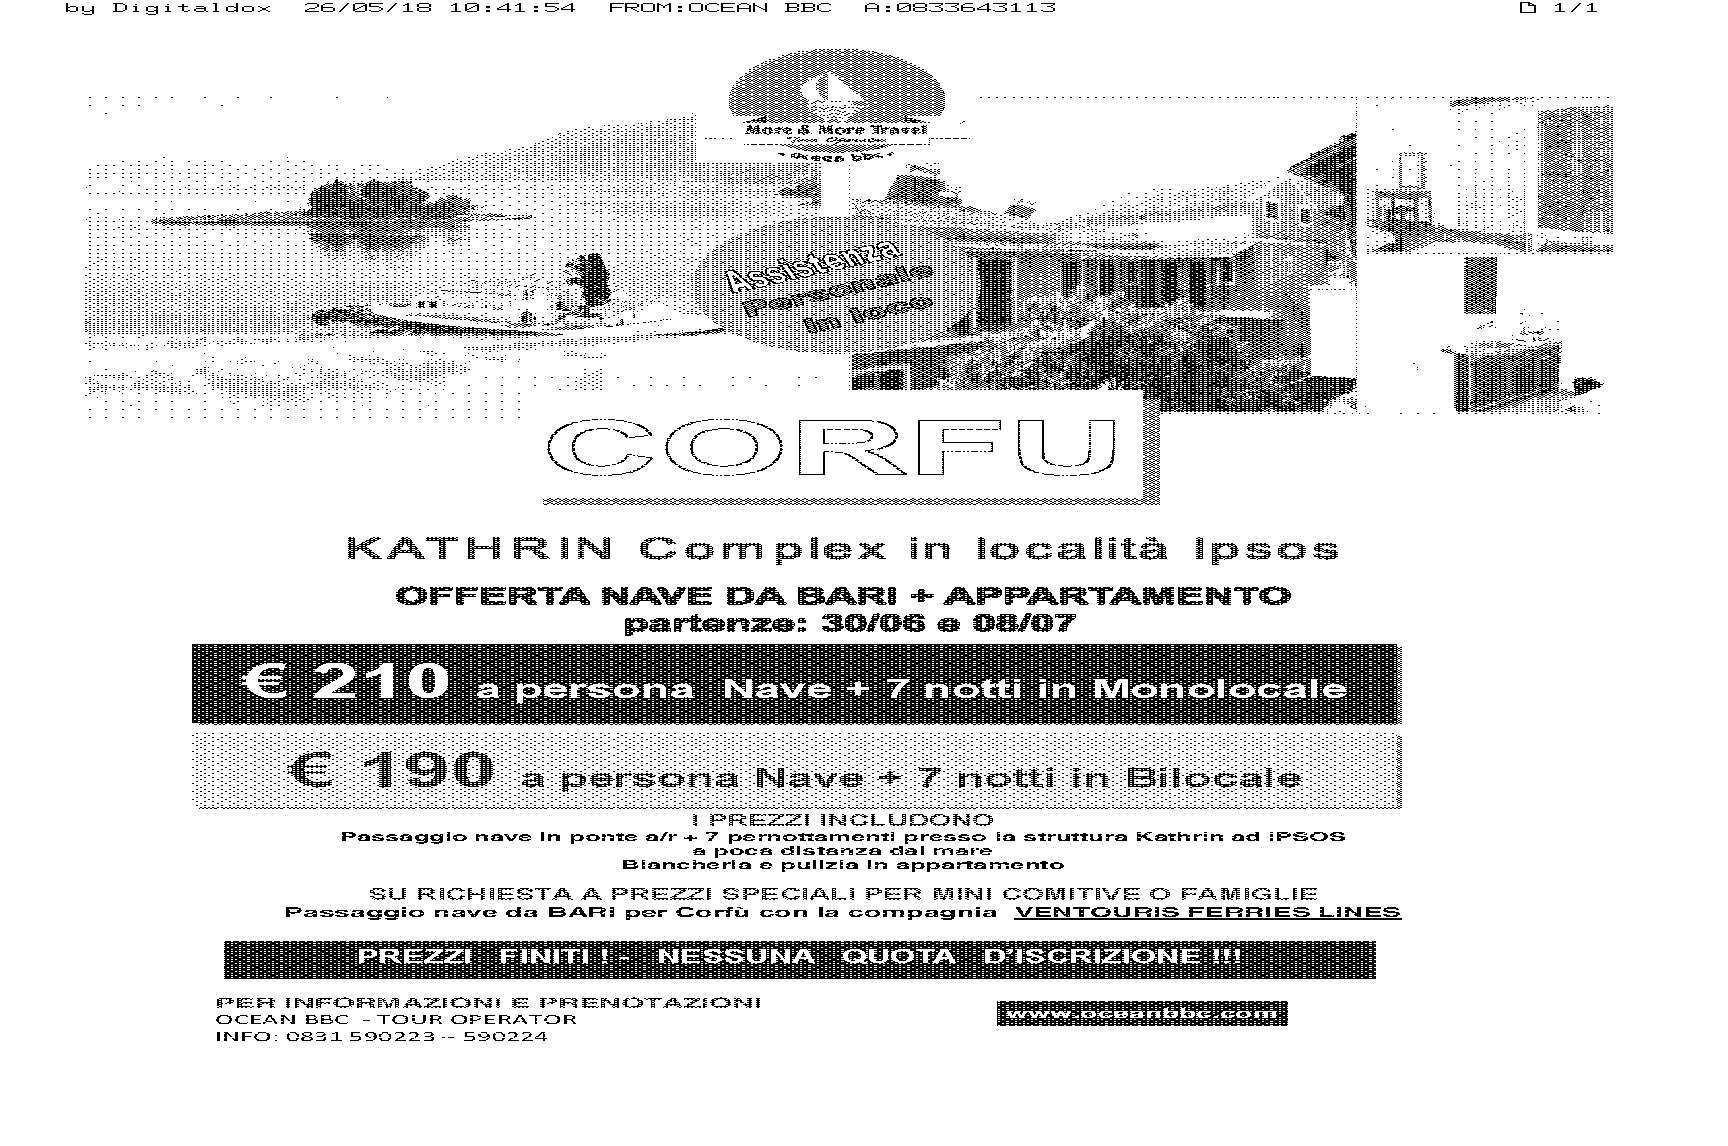 by Digitaldox 26/05/18 10:41:54 FROM:OCEAN BBC A:0833643113 1/1
More & More Travel
Tour Operator
Ocean bbc
Assistenza
Personale
in loco
CORFU
KATHRIN Complex in località Ipsos
OFFERTA NAVE DA BARI + APPARTAMENTO
partenze: 30/06 e 08/07
€ 210 a persona Nave + 7 notti in Monolocale
€ 190 a persona Nave + 7 notti in Bilocale
I PREZZI INCLUDONO
Passaggio nave in ponte a/r + 7 pernottamenti presso la struttura Kathrin ad IPSOS
a poca distanza dal mare
Biancheria e pulizia in appartamento
SU RICHIESTA A PREZZI SPECIALI PER MINI COMITIVE O FAMIGLIE
Passaggio nave da BARI per Corfù con la compagnia VENTOURIS FERRIES LINES
PREZZI FINITI ! - NESSUNA QUOTA D'ISCRIZIONE !!!
PER INFORMAZIONI E PRENOTAZIONI
OCEAN BBC - TOUR OPERATOR
www.oceanbbc.com
INFO: 0831 590223 -- 590224